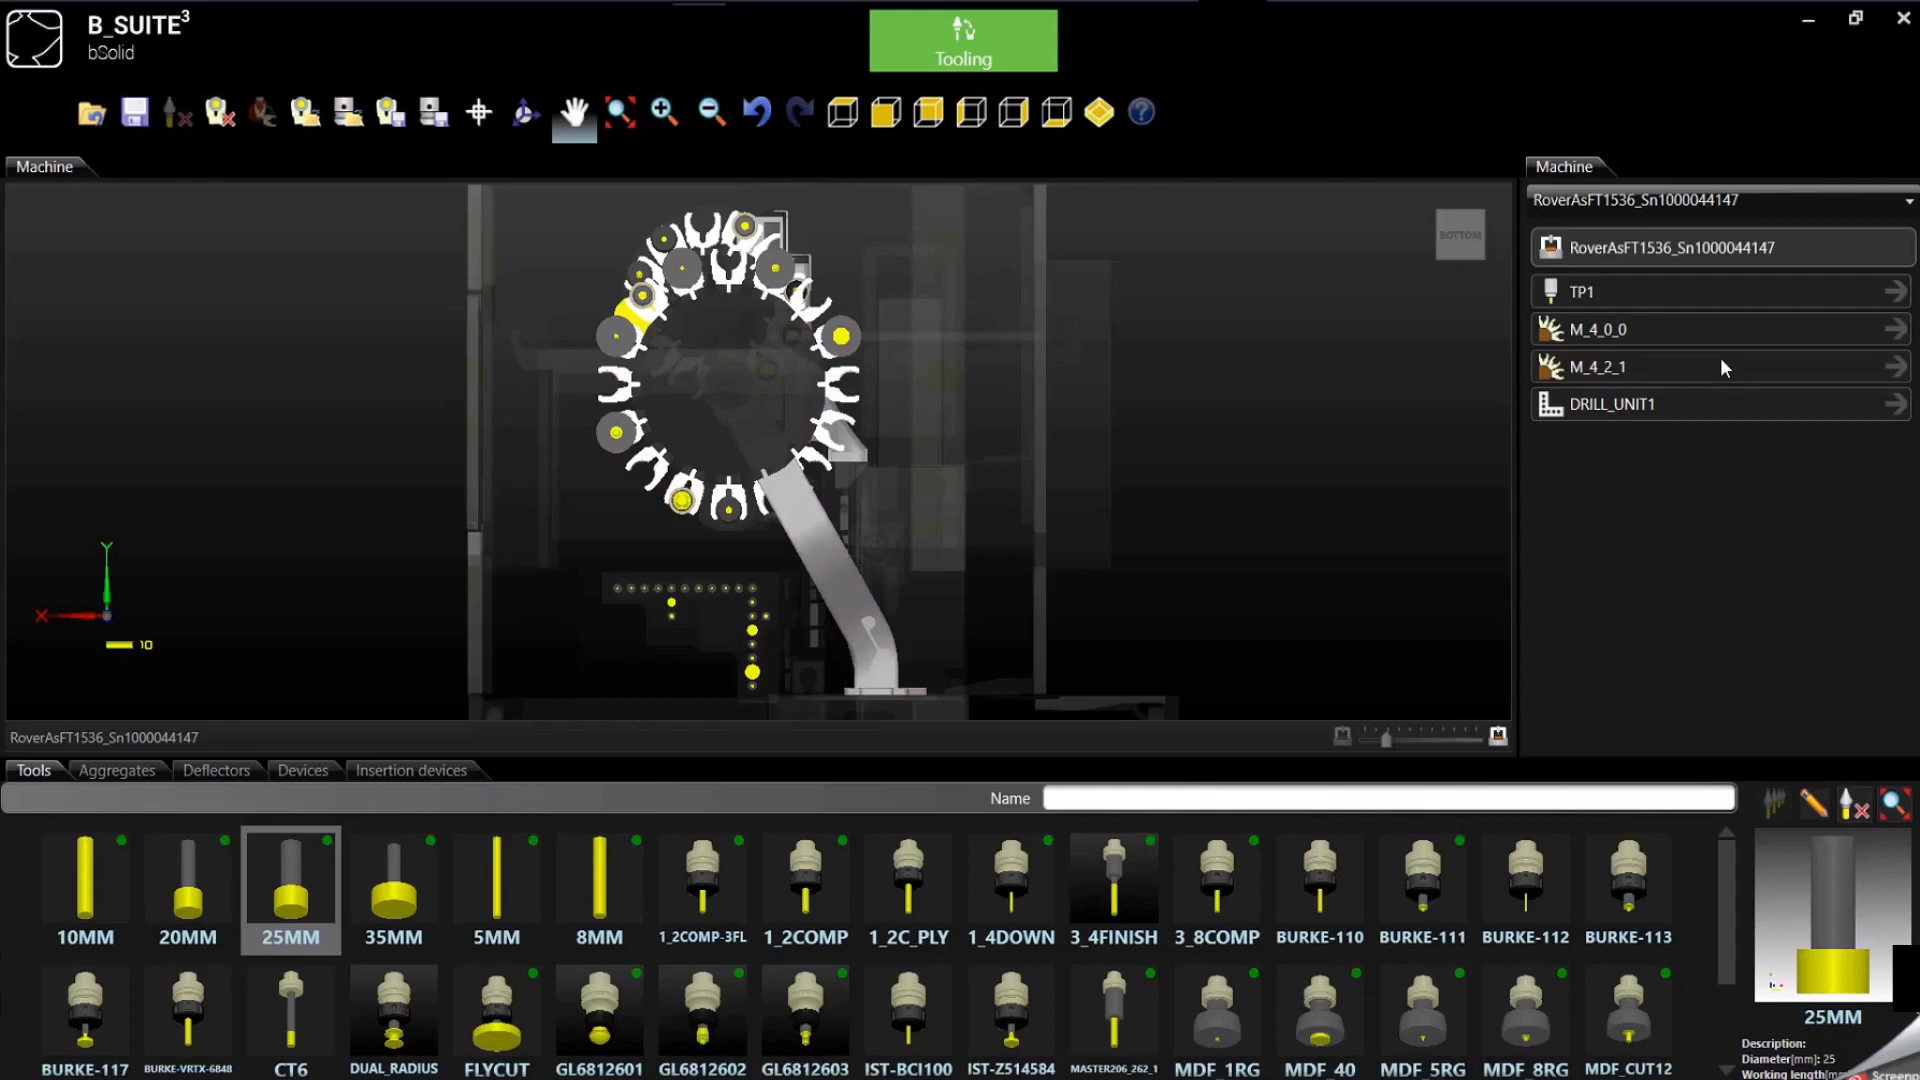 B_SUITE³
bSolid
Tooling
Machine
Machine
RoverAsFT1536_Sn1000044147
RoverAsFT1536_Sn1000044147
TP1
M_4_0_0
M_4_2_1
DRILL_UNIT1
BOTTOM
Y
X
10
RoverAsFT1536_Sn1000044147
Tools Aggregates Deflectors Devices Insertion devices
Name
10MM 20MM 25MM 35MM 5MM 8MM 1_2COMP-3FL 1_2COMP 1_2C_PLY 1_4DOWN 3_4FINISH 3_8COMP BURKE-110 BURKE-111 BURKE-112 BURKE-113
BURKE-117 BURKE-VRTX-6848 CT6 DUAL_RADIUS FLYCUT GL6812601 GL6812602 GL6812603 IST-BCI100 IST-Z514584 MASTER206_262_1 MDF_1RG MDF_40 MDF_5RG MDF_8RG MDF_CUT12
25MM
Description:
Diameter[mm]: 25
Working length[mm